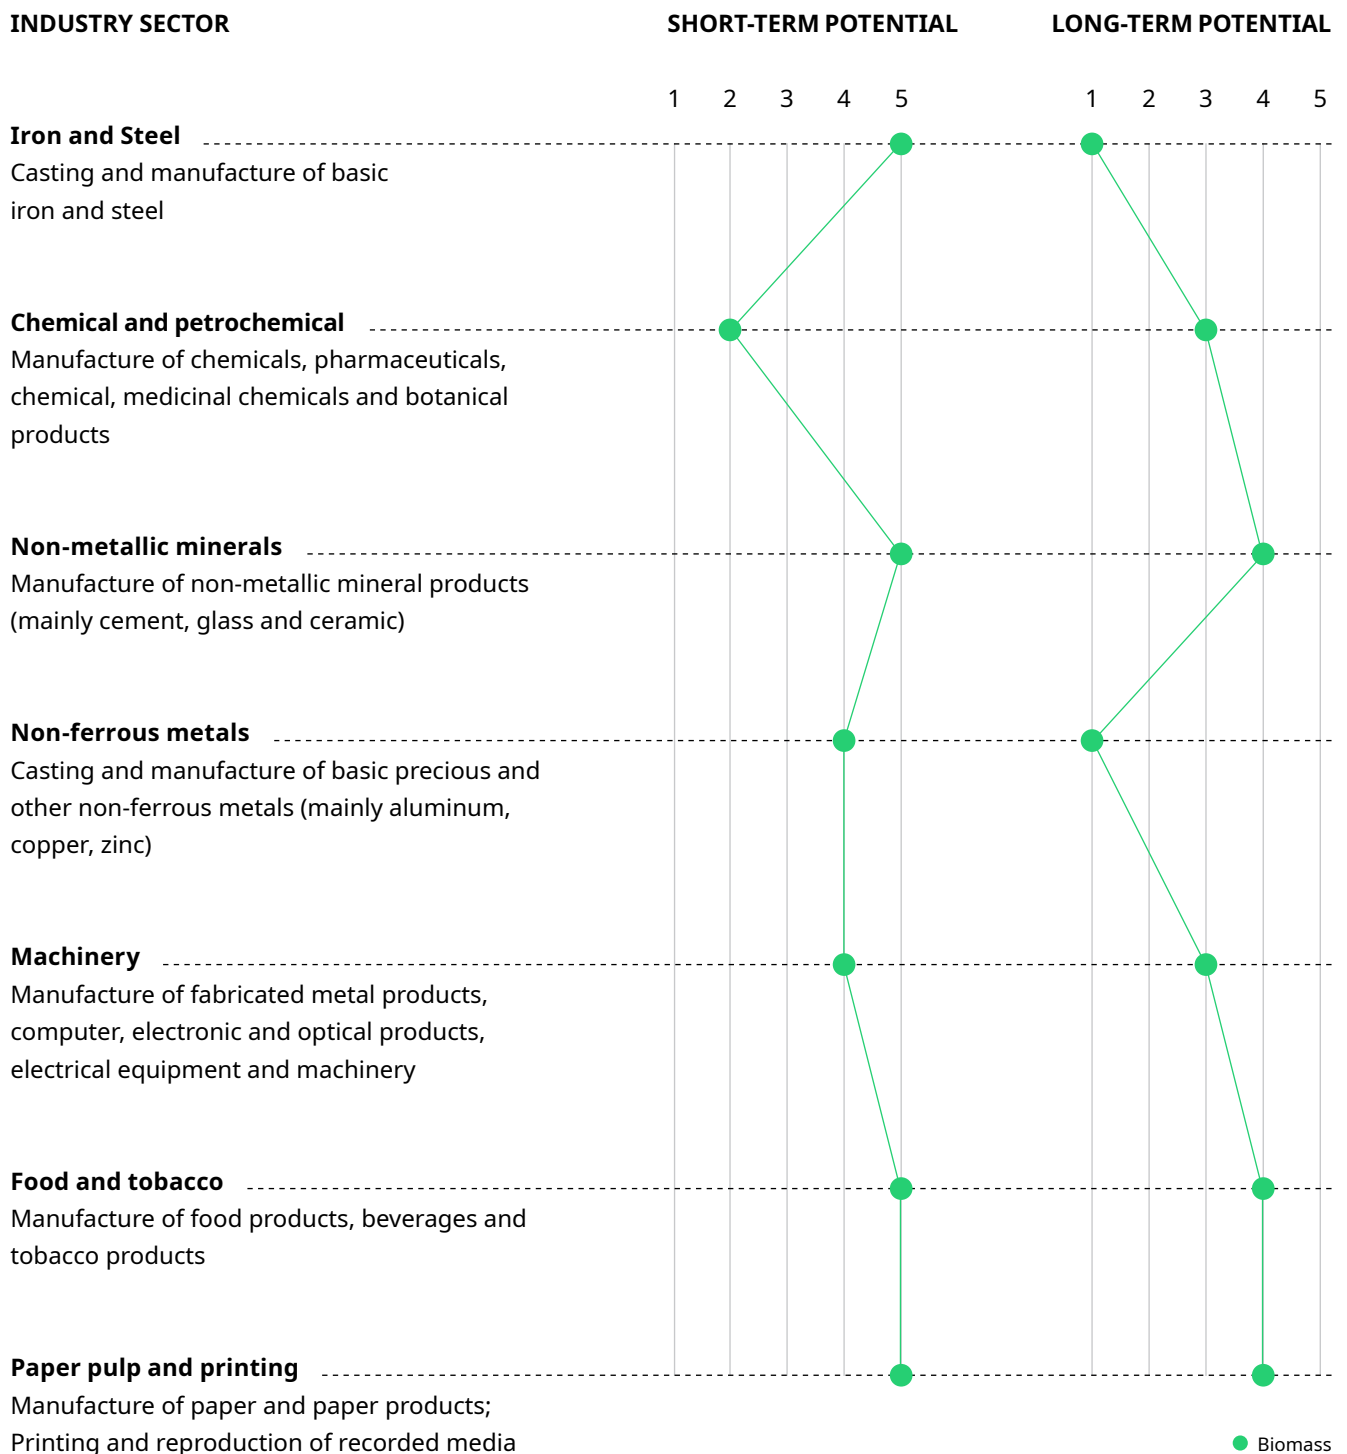 INDUSTRY SECTOR SHORT-TERM POTENTIAL LONG-TERM POTENTIAL
1 2 3 4 5 1 2 3 4 5
Iron and Steel
Casting and manufacture of basic
iron and steel
Chemical and petrochemical
Manufacture of chemicals, pharmaceuticals,
chemical, medicinal chemicals and botanical
products
Non-metallic minerals
Manufacture of non-metallic mineral products
(mainly cement, glass and ceramic)
Non-ferrous metals
Casting and manufacture of basic precious and
other non-ferrous metals (mainly aluminum,
copper, zinc)
Machinery
Manufacture of fabricated metal products,
computer, electronic and optical products,
electrical equipment and machinery
Food and tobacco
Manufacture of food products, beverages and
tobacco products
Paper pulp and printing
Manufacture of paper and paper products;
Printing and reproduction of recorded media
Biomass